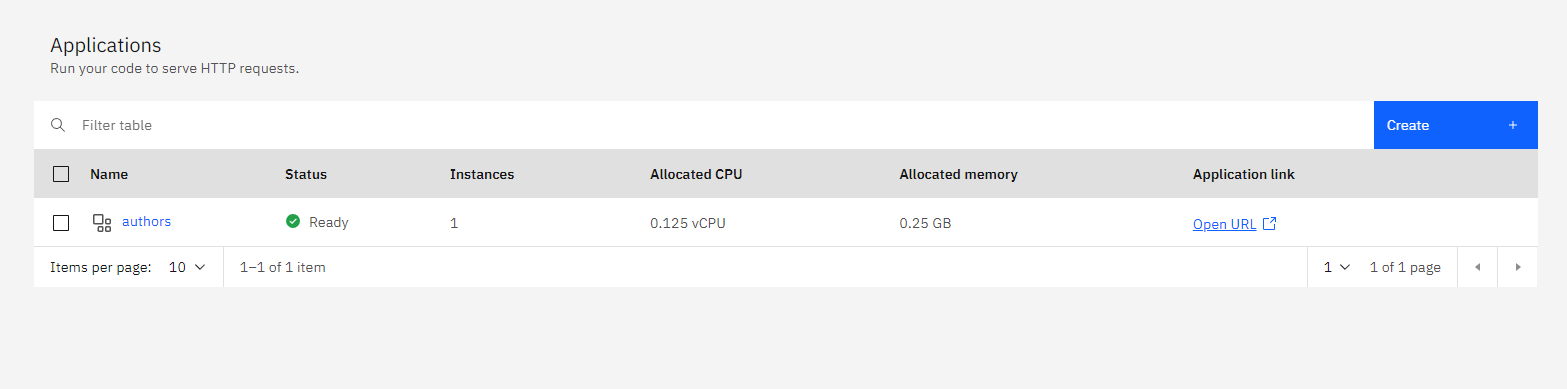 Applications
Run your code to serve HTTP requests.
Filter table
Create +
Name Status Instances Allocated CPU Allocated memory Application link
authors Ready 1 0.125 vCPU 0.25 GB Open URL
Items per page: 10 1–1 of 1 item 1 1 of 1 page